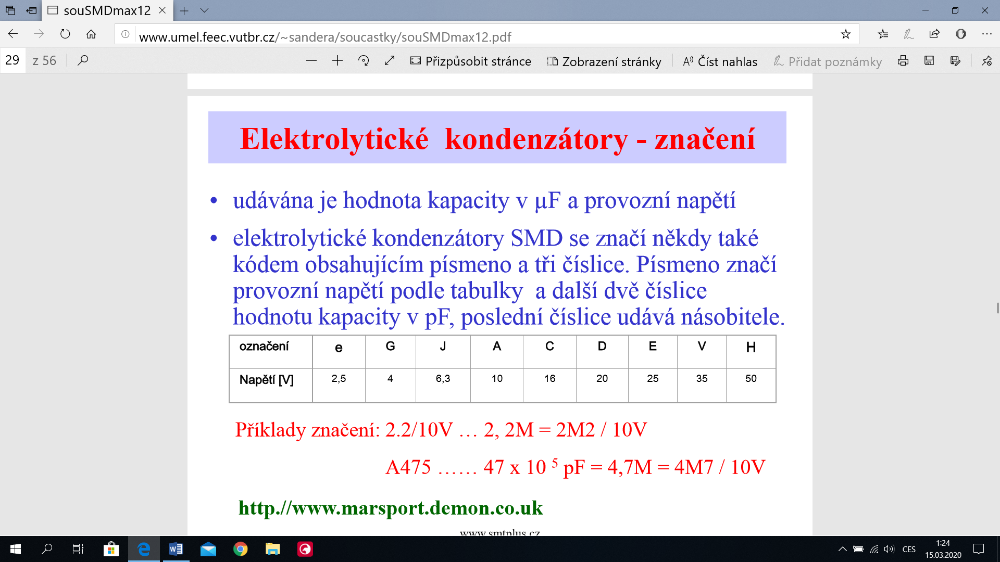 souSMDmax12
www.umel.feec.vutbr.cz/~sandera/soucastky/souSMDmax12.pdf
29 z 56 Přizpůsobit stránce Zobrazení stránky Číst nahlas Přidat poznámky
Elektrolytické kondenzátory - značení
• udávána je hodnota kapacity v μF a provozní napětí
• elektrolytické kondenzátory SMD se značí někdy také
kódem obsahujícím písmeno a tři číslice. Písmeno značí
provozní napětí podle tabulky a další dvě číslice
hodnotu kapacity v pF, poslední číslice udává násobitele.
označení e G J A C D E V H
Napětí [V] 2,5 4 6,3 10 16 20 25 35 50
Příklady značení: 2.2/10V … 2, 2M = 2M2 / 10V
A475 …… 47 x 10 ⁵ pF = 4,7M = 4M7 / 10V
http.//www.marsport.demon.co.uk
www.smtplus.cz
CES
1:24
15.03.2020